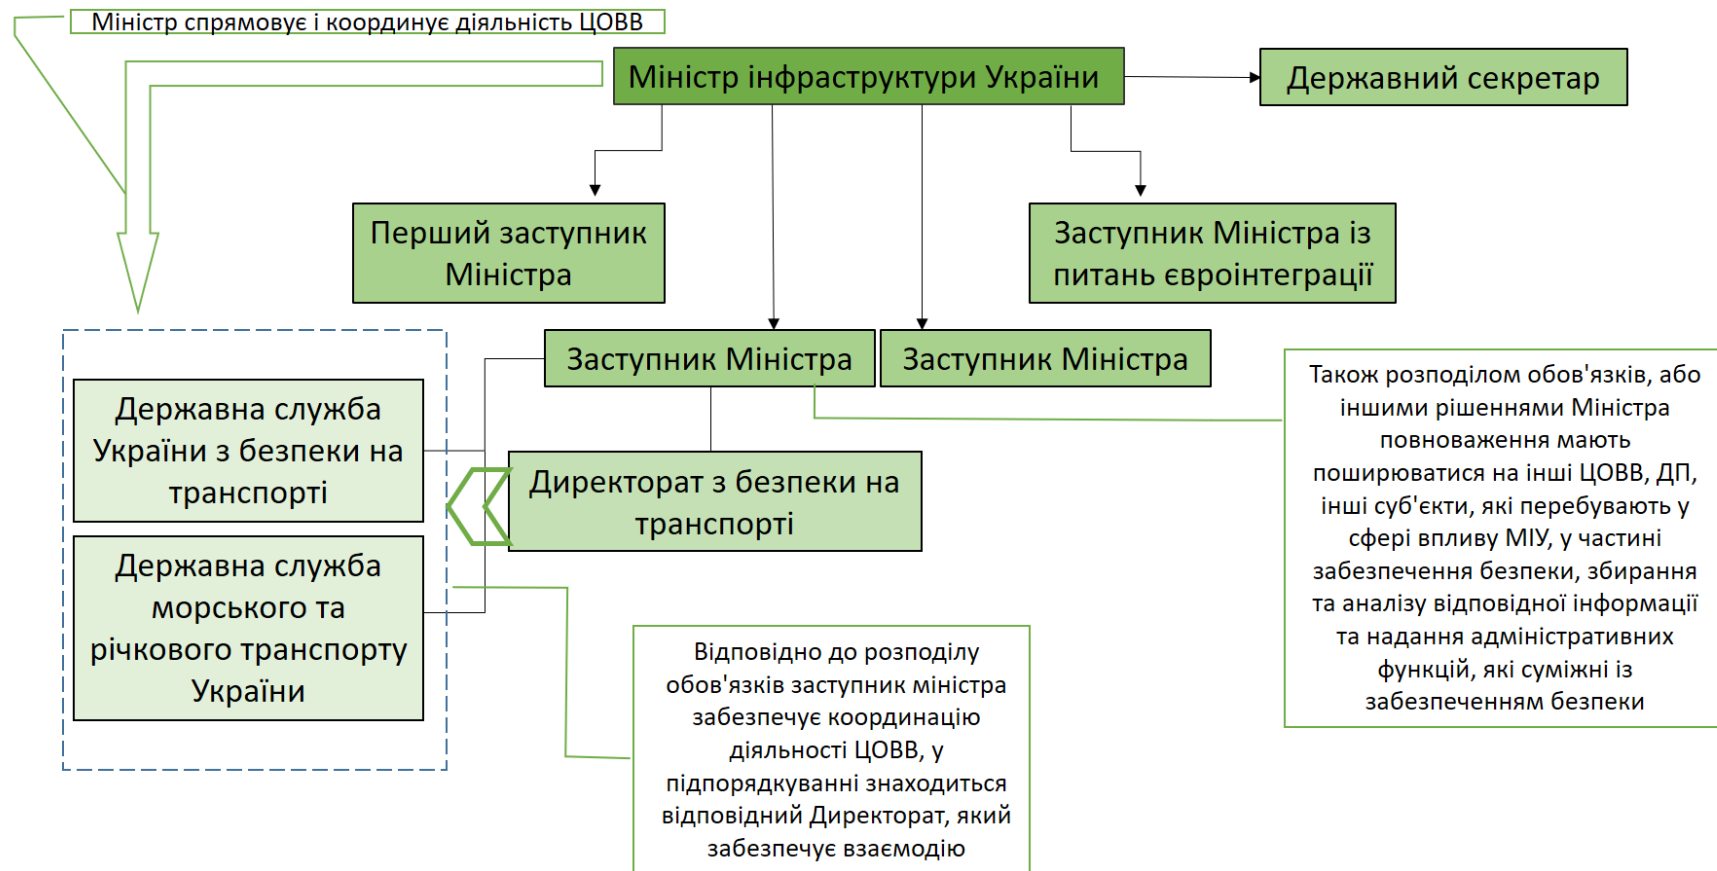 Міністр спрямовує і координує діяльність ЦОВВ
Міністр інфраструктури України
Державний секретар
Перший заступник
Міністра
Заступник Міністра із
питань євроінтеграції
Заступник Міністра
Заступник Міністра
Державна служба
України з безпеки на
транспорті
Директорат з безпеки на
транспорті
Державна служба
морського та
річкового транспорту
України
Також розподілом обов'язків, або
іншими рішеннями Міністра
повноваження мають
поширюватися на інші ЦОВВ, ДП,
інші суб'єкти, які перебувають у
сфері впливу МІУ, у частині
забезпечення безпеки, збирання
та аналізу відповідної інформації
та надання адміністративних
функцій, які суміжні із
забезпеченням безпеки
Відповідно до розподілу
обов'язків заступник міністра
забезпечує координацію
діяльності ЦОВВ, у
підпорядкуванні знаходиться
відповідний Директорат, який
забезпечує взаємодію